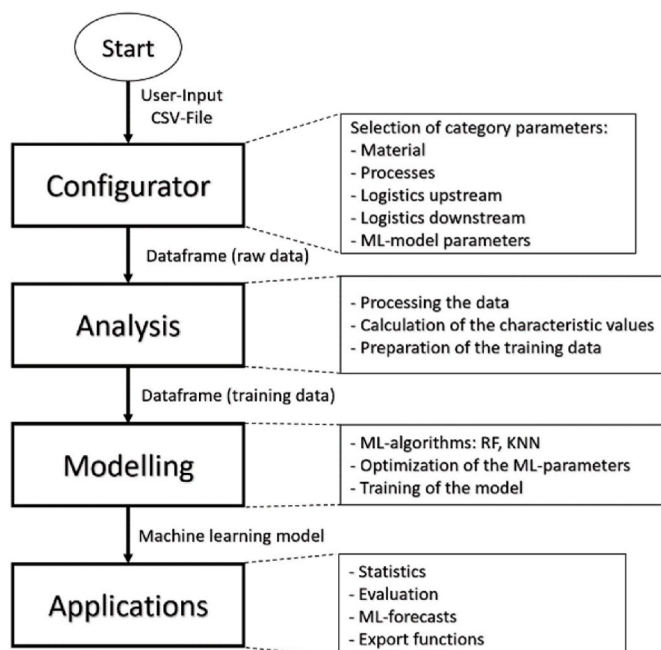 Start
User-Input
CSV-File
Configurator
Selection of category parameters:
- Material
- Processes
- Logistics upstream
- Logistics downstream
- ML-model parameters
Dataframe (raw data)
Analysis
- Processing the data
- Calculation of the characteristic values
- Preparation of the training data
Dataframe (training data)
Modelling
- ML-algorithms: RF, KNN
- Optimization of the ML-parameters
- Training of the model
Machine learning model
Applications
- Statistics
- Evaluation
- ML-forecasts
- Export functions